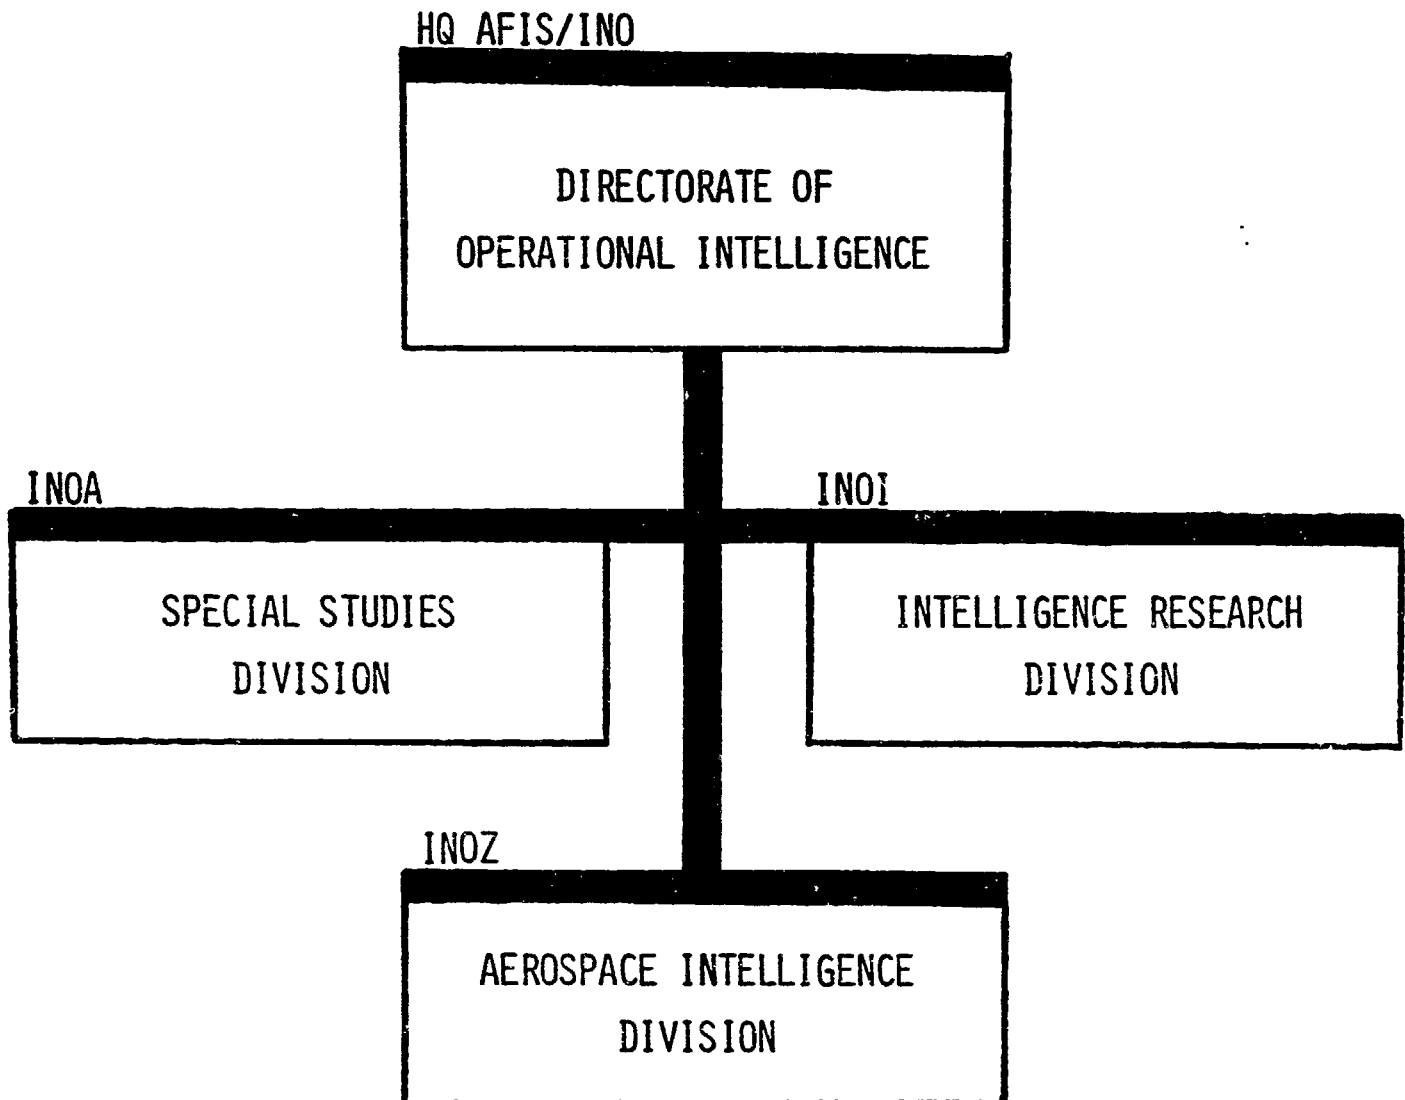 HQ AFIS/INO
DIRECTORATE OF
OPERATIONAL INTELLIGENCE
INOA
SPECIAL STUDIES
DIVISION
INOI
INTELLIGENCE RESEARCH
DIVISION
INOZ
AEROSPACE INTELLIGENCE
DIVISION